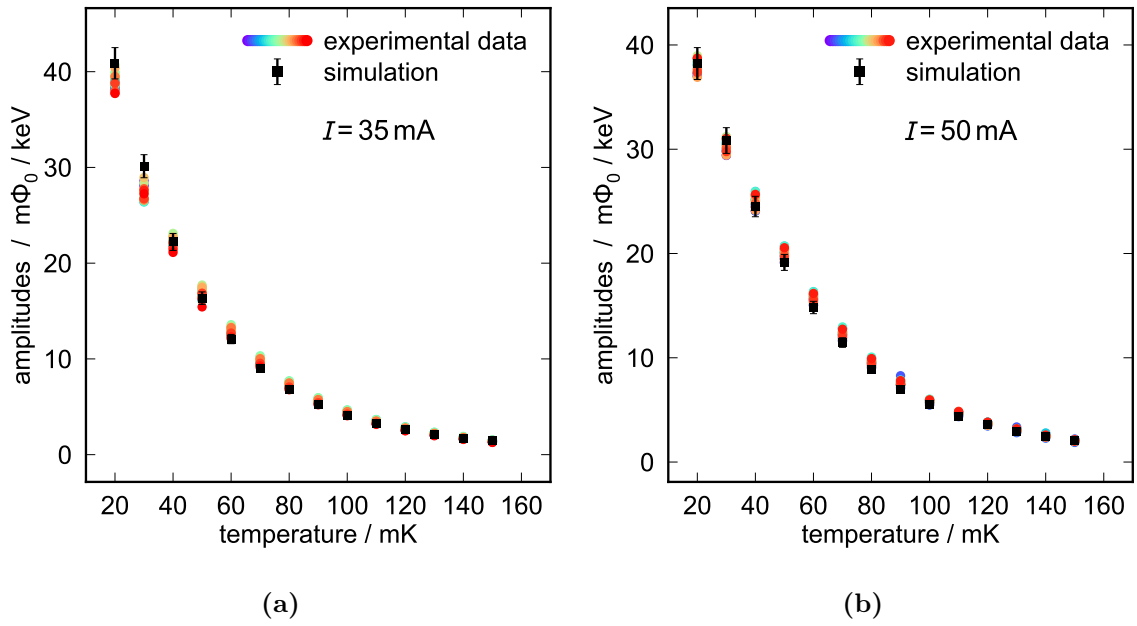 experimental data
simulation
I = 35 mA
amplitudes / mΦ₀ / keV
40
30
20
10
0
20 40 60 80 100 120 140 160
temperature / mK
(a)
experimental data
simulation
I = 50 mA
amplitudes / mΦ₀ / keV
40
30
20
10
0
20 40 60 80 100 120 140 160
temperature / mK
(b)